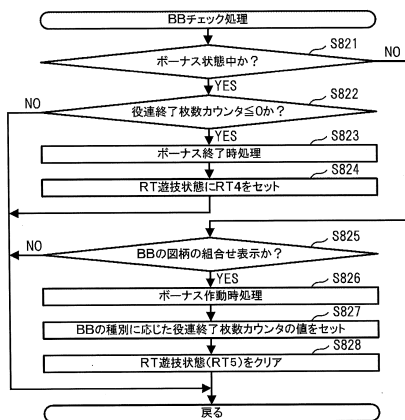 BBチェック処理
S821
ボーナス状態中か?
NO
YES
S822
NO
役連終了枚数カウンタ≦0か?
YES
S823
ボーナス終了時処理
S824
RT遊技状態にRT4をセット
S825
NO
BBの図柄の組合せ表示か?
YES
S826
ボーナス作動時処理
S827
BBの種別に応じた役連終了枚数カウンタの値をセット
S828
RT遊技状態(RT5)をクリア
戻る